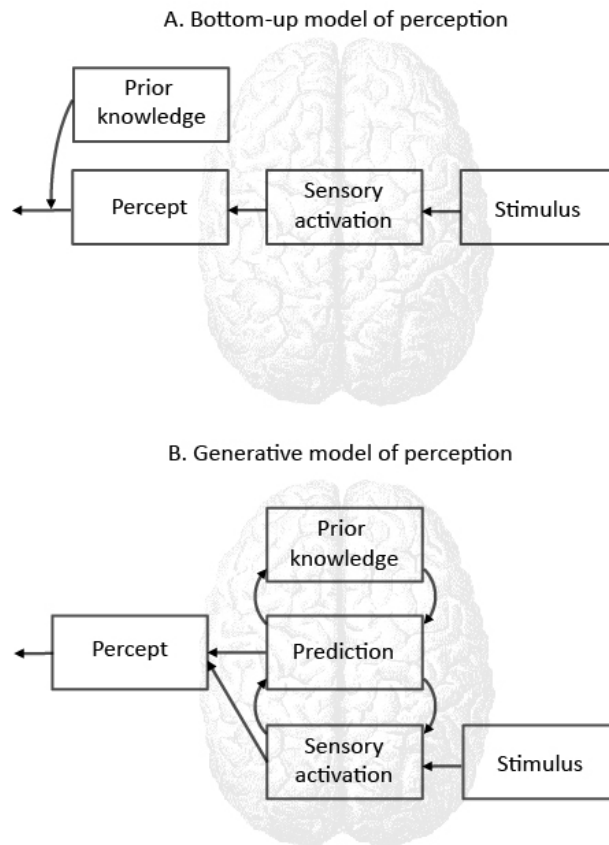 A. Bottom-up model of perception
Prior
knowledge
Percept
Sensory
activation
Stimulus
B. Generative model of perception
Prior
knowledge
Percept
Prediction
Sensory
activation
Stimulus